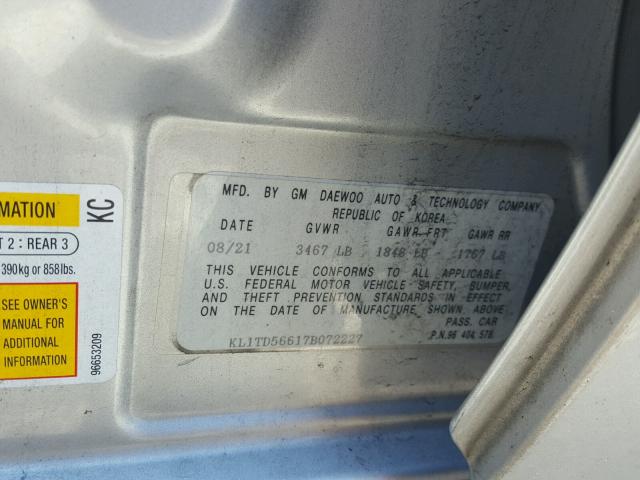 MATION
KC
T 2 : REAR 3
390kg or 858lbs.
SEE OWNER'S
MANUAL FOR
ADDITIONAL
INFORMATION
96653209
MFD. BY GM DAEWOO AUTO & TECHNOLOGY COMPANY
REPUBLIC OF KOREA
DATE GVWR GAWR FRT GAWR RR
08/21 3467 LB 1848 LB 1767 LB
THIS VEHICLE CONFORMS TO ALL APPLICABLE
U.S. FEDERAL MOTOR VEHICLE SAFETY, BUMPER,
AND THEFT PREVENTION STANDARDS IN EFFECT
ON THE DATE OF MANUFACTURE SHOWN ABOVE
PASS. CAR
KL1TD56617B072227
P.N.96 404 578